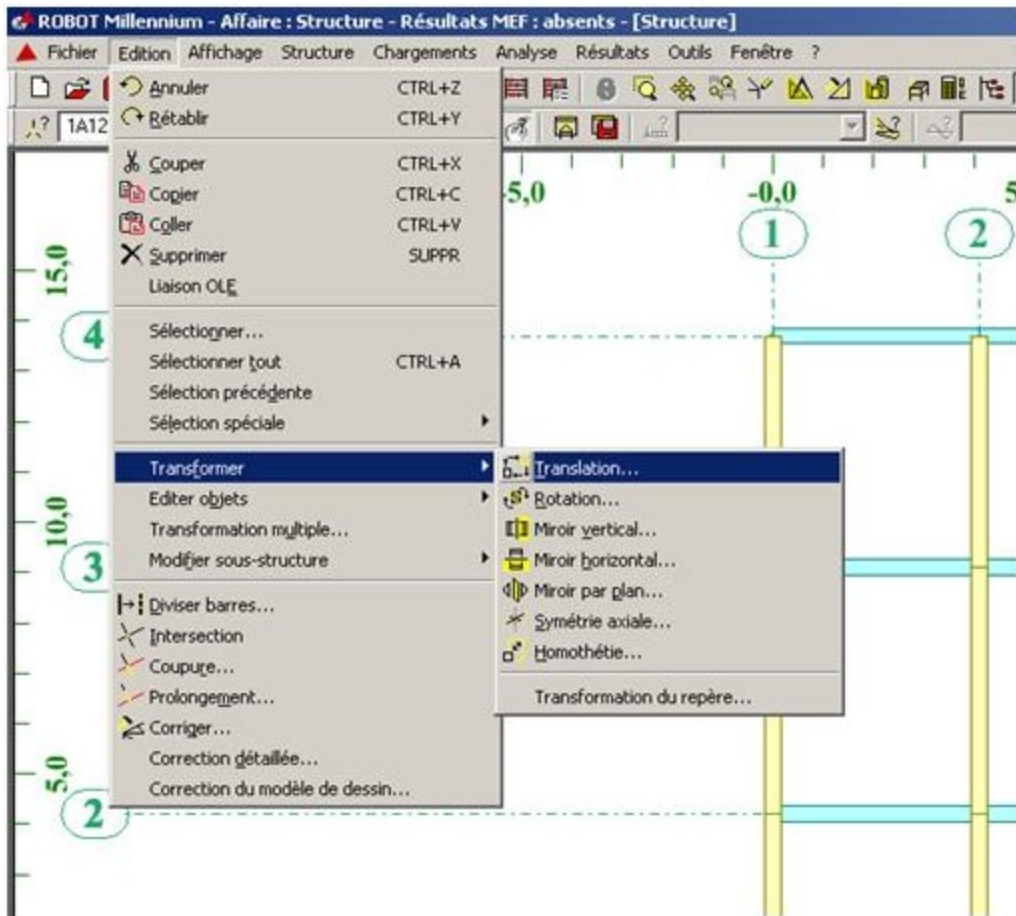 ROBOT Millennium - Affaire : Structure - Résultats MEF : absents - [Structure]
Fichier Edition Affichage Structure Chargements Analyse Résultats Outils Fenêtre ?
1A12
Annuler CTRL+Z
Rétablir CTRL+Y
Couper CTRL+X
Copier CTRL+C
Coller CTRL+V
Supprimer SUPPR
Liaison OLE
Sélectionner...
Sélectionner tout CTRL+A
Sélection précédente
Sélection spéciale
Transformer
Editer objets
Transformation multiple...
Modifier sous-structure
Diviser barres...
Intersection
Coupure...
Prolongement...
Corriger...
Correction détaillée...
Correction du modèle de dessin...
Translation...
Rotation...
Miroir vertical...
Miroir horizontal...
Miroir par plan...
Symétrie axiale...
Homothétie...
Transformation du repère...
-5,0 -0,0 5
1 2
15,0
4
10,0
3
5,0
2